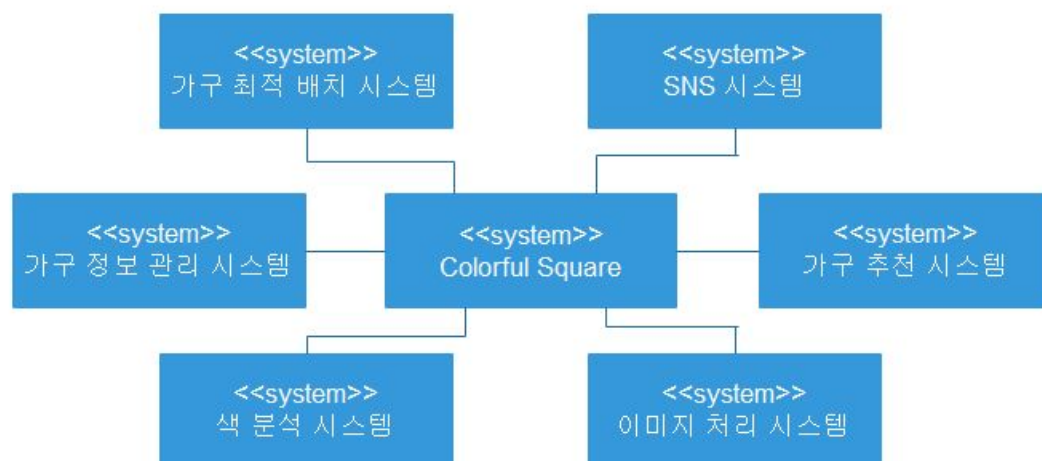 <<system>>
가구 최적 배치 시스템
<<system>>
SNS 시스템
<<system>>
가구 정보 관리 시스템
<<system>>
Colorful Square
<<system>>
가구 추천 시스템
<<system>>
색 분석 시스템
<<system>>
이미지 처리 시스템